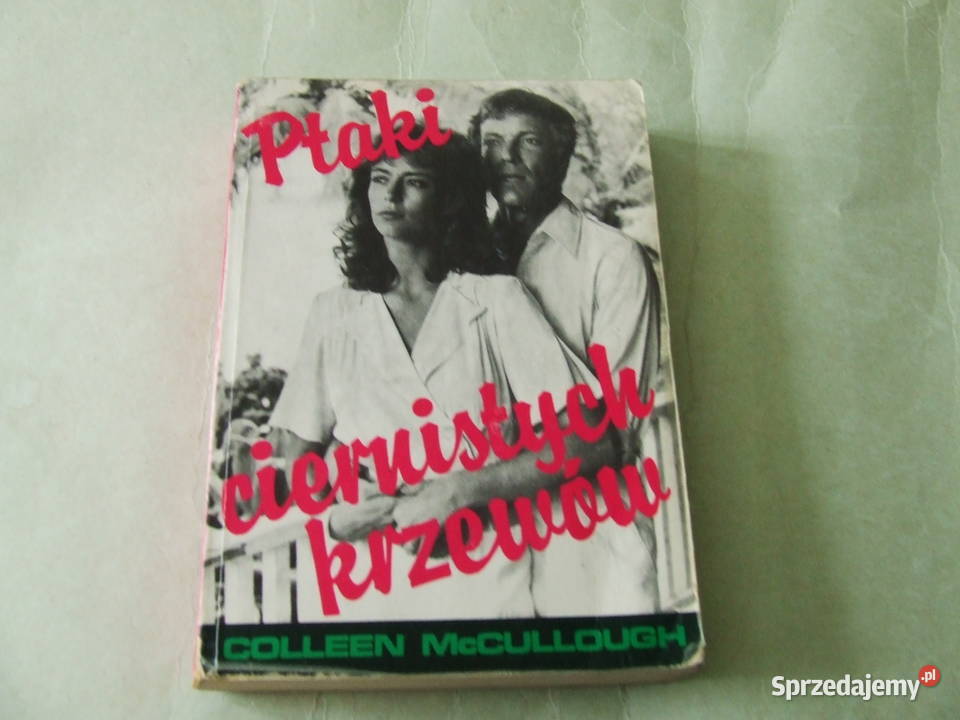 Ptaki
ciernistych
krzewów
COLLEEN McCULLOUGH
Sprzedajemy.pl